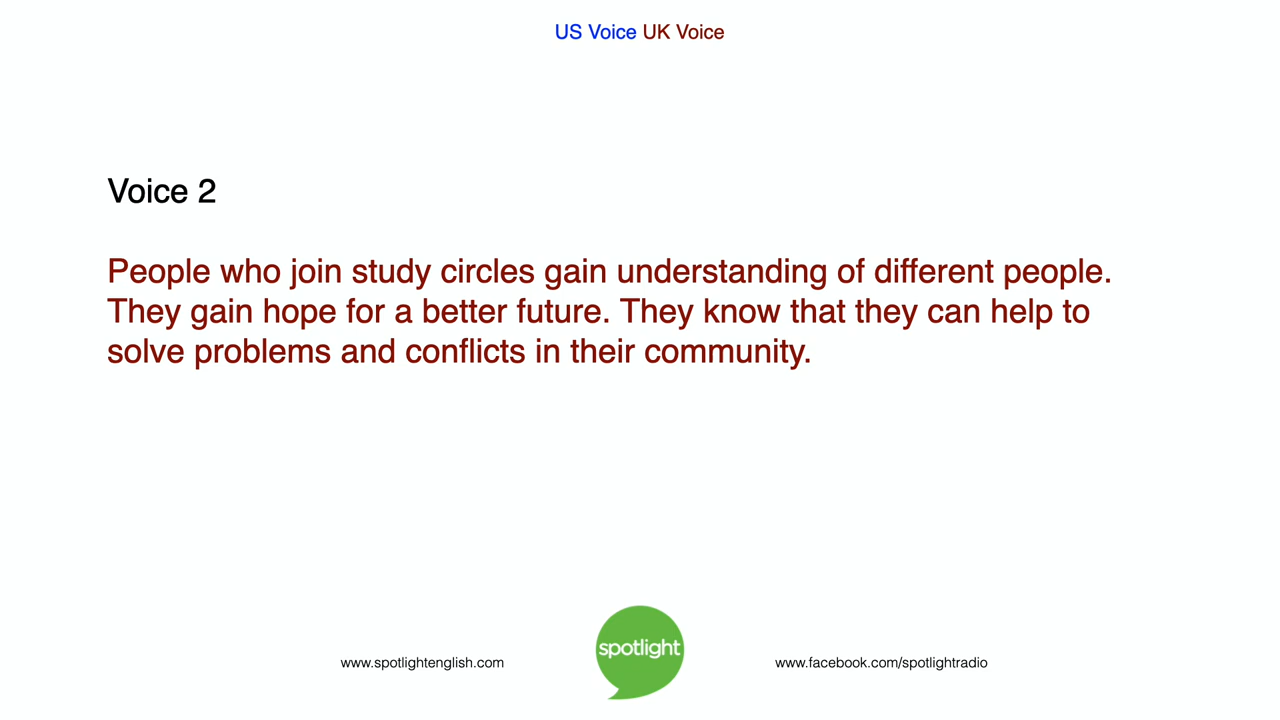 US Voice UK Voice
Voice 2
People who join study circles gain understanding of different people.
They gain hope for a better future. They know that they can help to
solve problems and conflicts in their community.
www.spotlightenglish.com
spotlight
www.facebook.com/spotlightradio